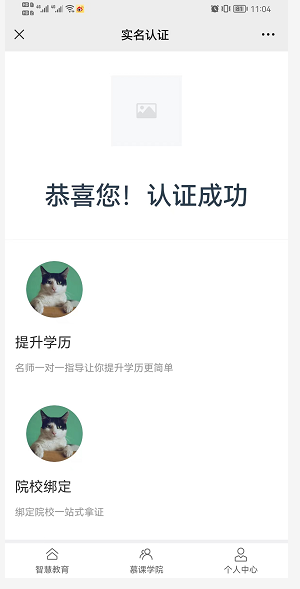 11:04
实名认证
恭喜您！认证成功
提升学历
名师一对一指导让你提升学历更简单
院校绑定
绑定院校一站式拿证
智慧教育
慕课学院
个人中心